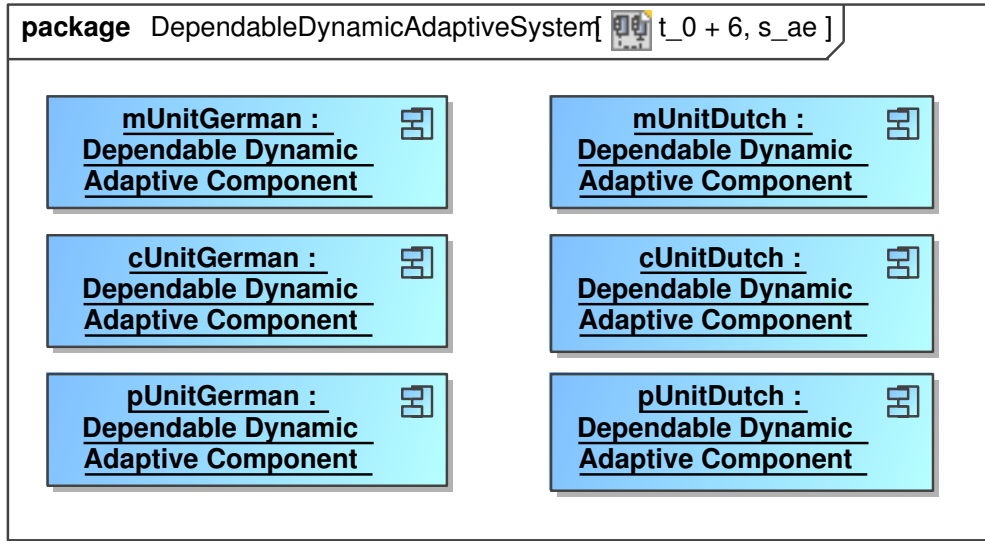 package DependableDynamicAdaptiveSystem[ t_0 + 6, s_ae ]
mUnitGerman :
Dependable Dynamic
Adaptive Component
mUnitDutch :
Dependable Dynamic
Adaptive Component
cUnitGerman :
Dependable Dynamic
Adaptive Component
cUnitDutch :
Dependable Dynamic
Adaptive Component
pUnitGerman :
Dependable Dynamic
Adaptive Component
pUnitDutch :
Dependable Dynamic
Adaptive Component